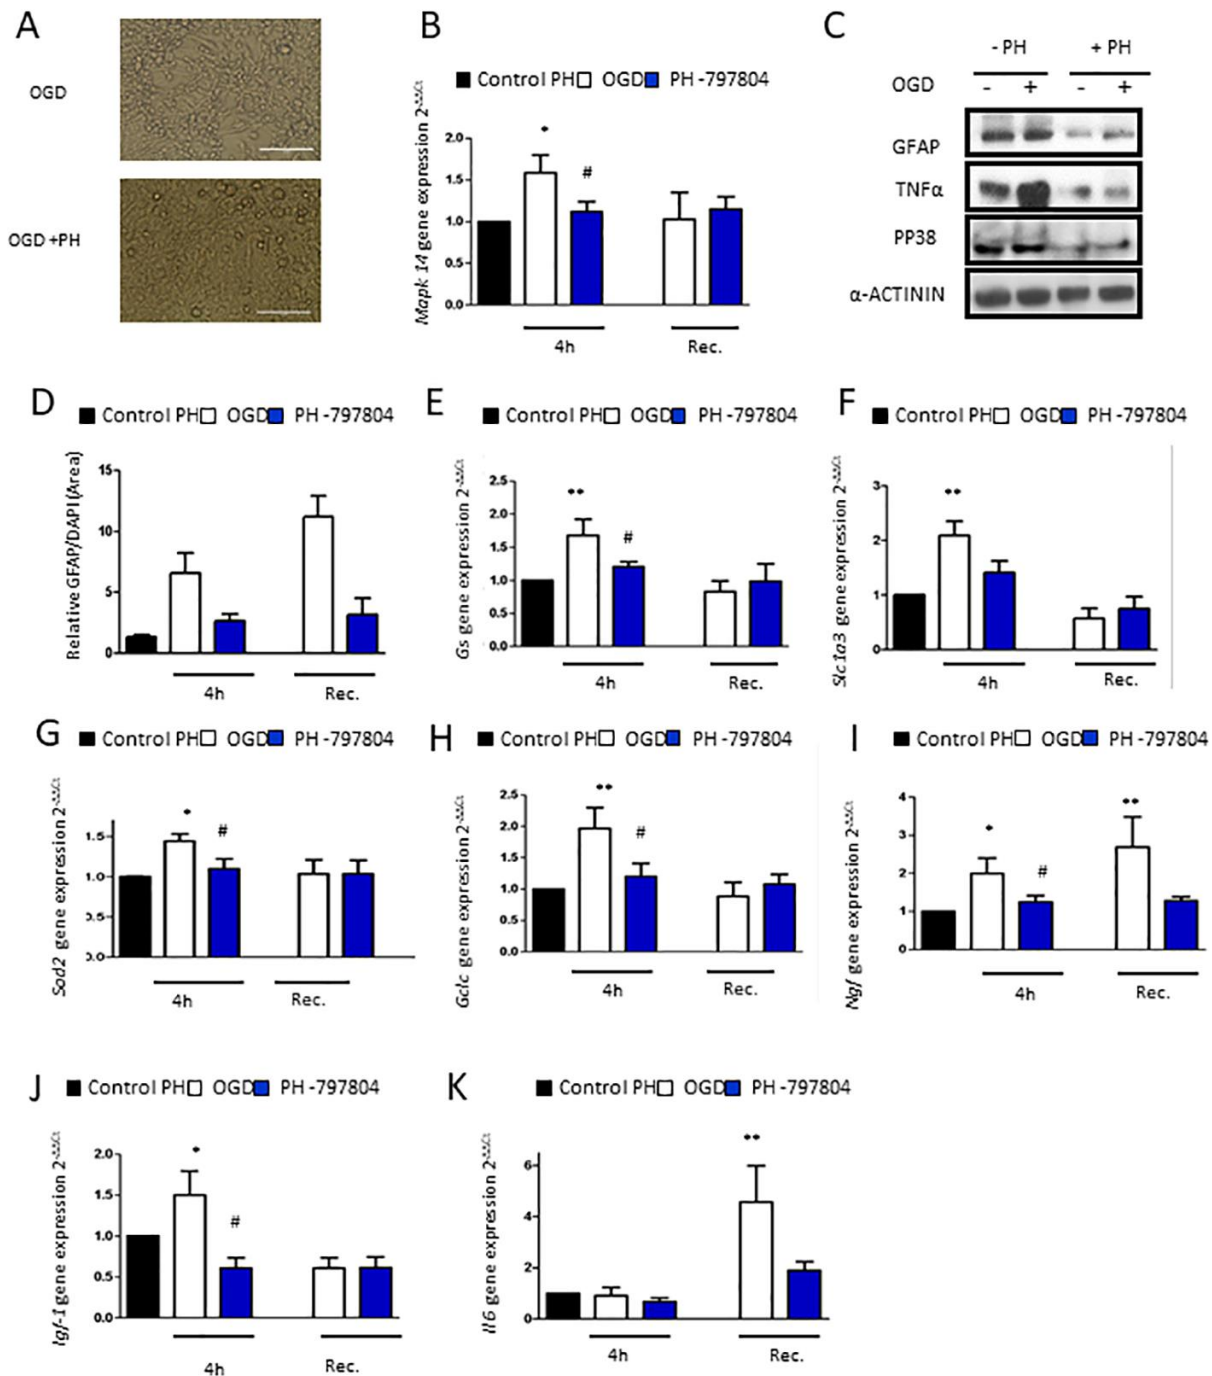 A
OGD
OGD +PH
B
Control PH OGD PH -797804
Mapk 14 gene expression 2
2.0
1.5
1.0
0.5
0.0
*
#
4h
Rec.
C
- PH + PH
OGD - + - +
GFAP
TNFα
PP38
α-ACTININ
D
Control PH OGD PH -797804
Relative GFAP/DAPI(Area)
15
10
5
0
4h
Rec.
E
Control PH OGD PH -797804
Gs gene expression 2
2.5
2.0
1.5
1.0
0.5
0.0
**
#
4h
Rec.
F
Control PH OGD PH -797804
Slc1a3 gene expression 2
3
2
1
0
**
4h
Rec.
G
Control PH OGD PH -797804
Sod2 gene expression 2
1.5
1.0
0.5
0.0
*
#
4h
Rec.
H
Control PH OGD PH -797804
Gclc gene expression 2
2.5
2.0
1.5
1.0
0.5
0.0
**
#
4h
Rec.
I
Control PH OGD PH -797804
Ngf gene expression 2
4
3
2
1
0
*
#
**
4h
Rec.
J
Control PH OGD PH -797804
Igf-1 gene expression 2
2.0
1.5
1.0
0.5
0.0
*
#
4h
Rec.
K
Control PH OGD PH -797804
Il6 gene expression 2
6
4
2
0
**
4h
Rec.